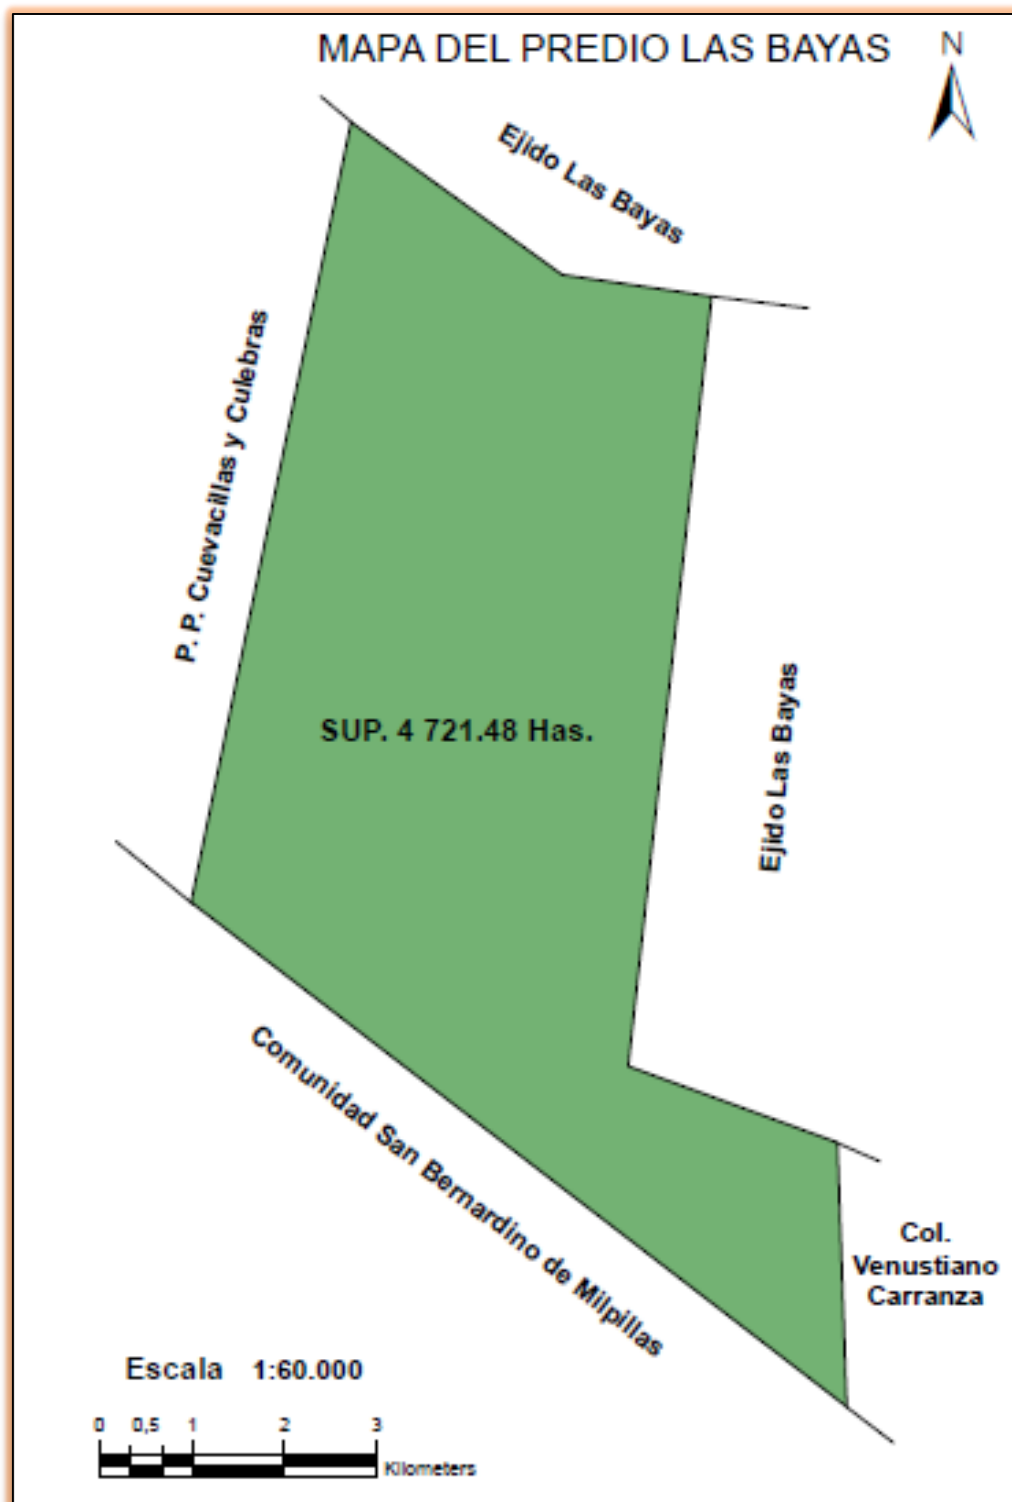 MAPA DEL PREDIO LAS BAYAS
N
Ejido Las Bayas
P. P. Cuevacillas y Culebras
SUP. 4 721.48 Has.
Ejido Las Bayas
Comunidad San Bernardino de Milpillas
Col.
Venustiano
Carranza
Escala 1:60.000
0 0,5 1 2 3
Kilometers